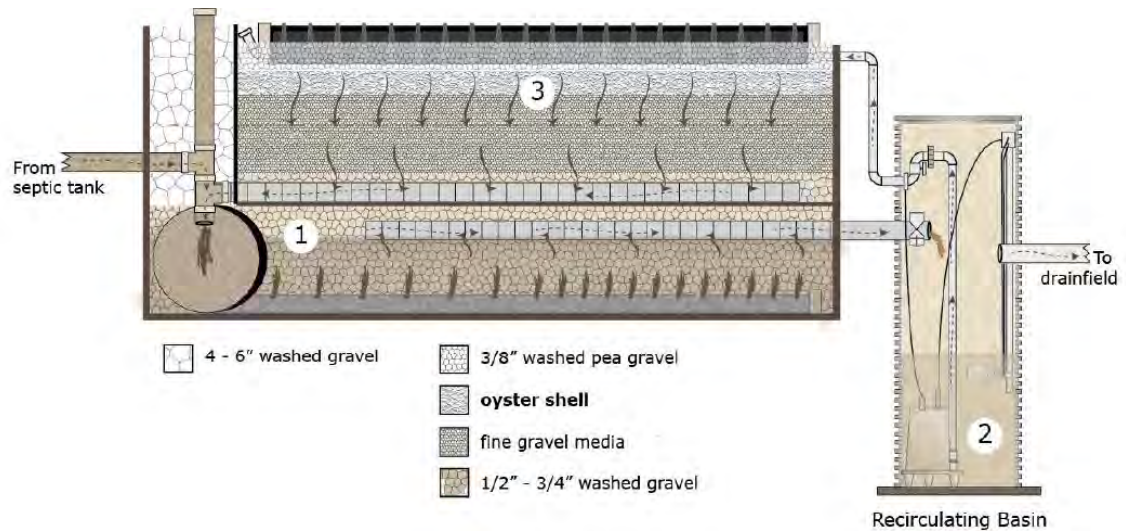 3
From
septic tank
1
To
drainfield
4 - 6" washed gravel
3/8" washed pea gravel
oyster shell
fine gravel media
1/2" - 3/4" washed gravel
2
Recirculating Basin